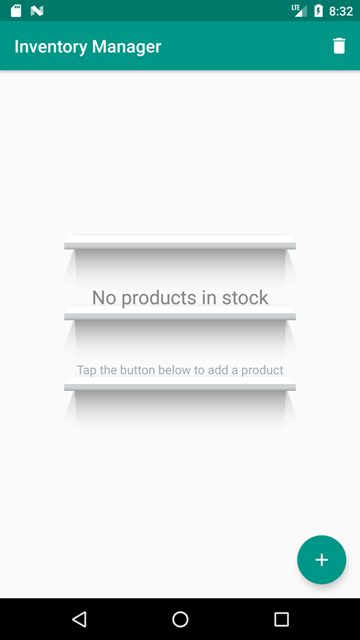 LTE 8:32
Inventory Manager
No products in stock
Tap the button below to add a product